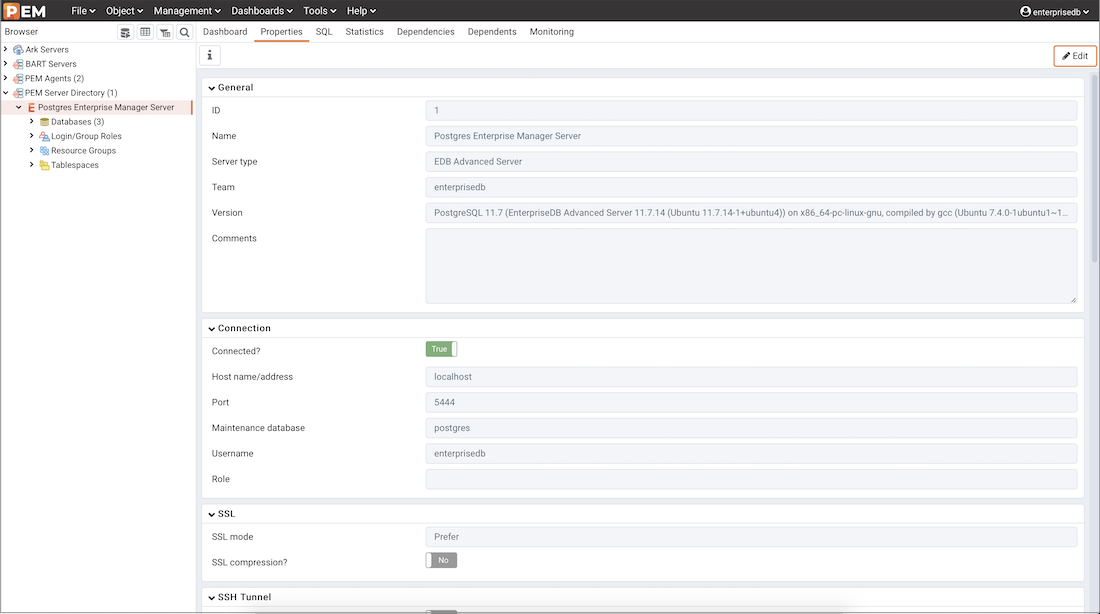 PEM File Object Management Dashboards Tools Help enterprisedb
Browser Dashboard Properties SQL Statistics Dependencies Dependents Monitoring
Ark Servers
BART Servers
PEM Agents (2)
PEM Server Directory (1)
Postgres Enterprise Manager Server
Databases (3)
Login/Group Roles
Resource Groups
Tablespaces
i Edit
General
ID 1
Name Postgres Enterprise Manager Server
Server type EDB Advanced Server
Team enterprisedb
Version PostgreSQL 11.7 (EnterpriseDB Advanced Server 11.7.14 (Ubuntu 11.7.14-1+ubuntu4)) on x86_64-pc-linux-gnu, compiled by gcc (Ubuntu 7.4.0-1ubuntu1~1...
Comments
Connection
Connected? True
Host name/address localhost
Port 5444
Maintenance database postgres
Username enterprisedb
Role
SSL
SSL mode Prefer
SSL compression? No
SSH Tunnel